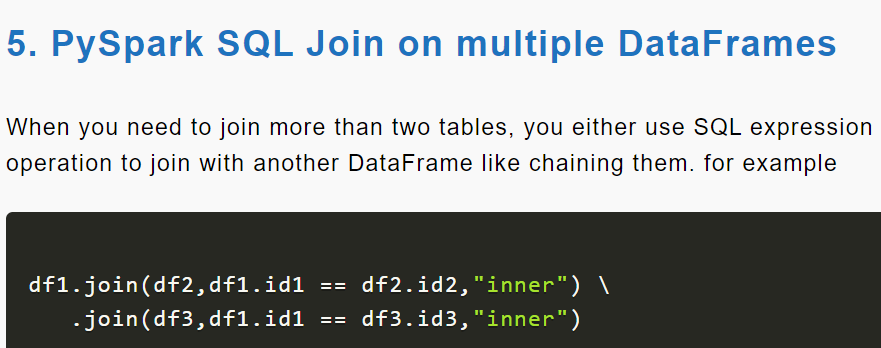 5. PySpark SQL Join on multiple DataFrames
When you need to join more than two tables, you either use SQL expression
operation to join with another DataFrame like chaining them. for example
df1.join(df2,df1.id1 == df2.id2,"inner") \
.join(df3,df1.id1 == df3.id3,"inner")